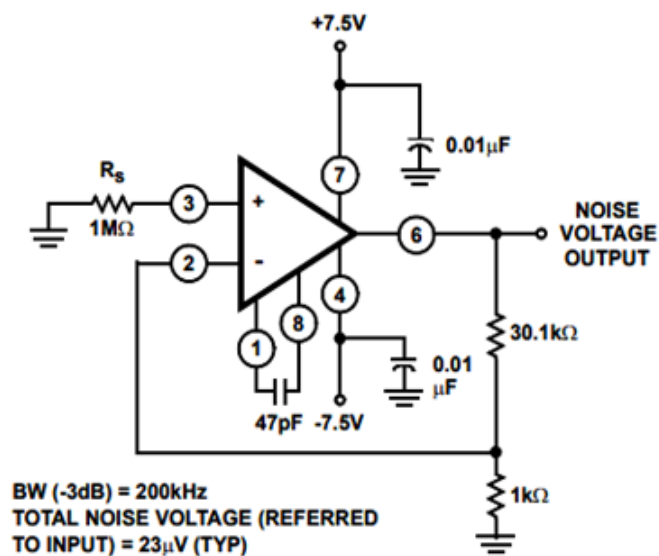 +7.5V
0.01μF
Rs
1MΩ
3
+
7
6
NOISE
VOLTAGE
OUTPUT
2
-
4
8
1
30.1kΩ
0.01
μF
47pF
-7.5V
1kΩ
BW (-3dB) = 200kHz
TOTAL NOISE VOLTAGE (REFERRED
TO INPUT) = 23μV (TYP)